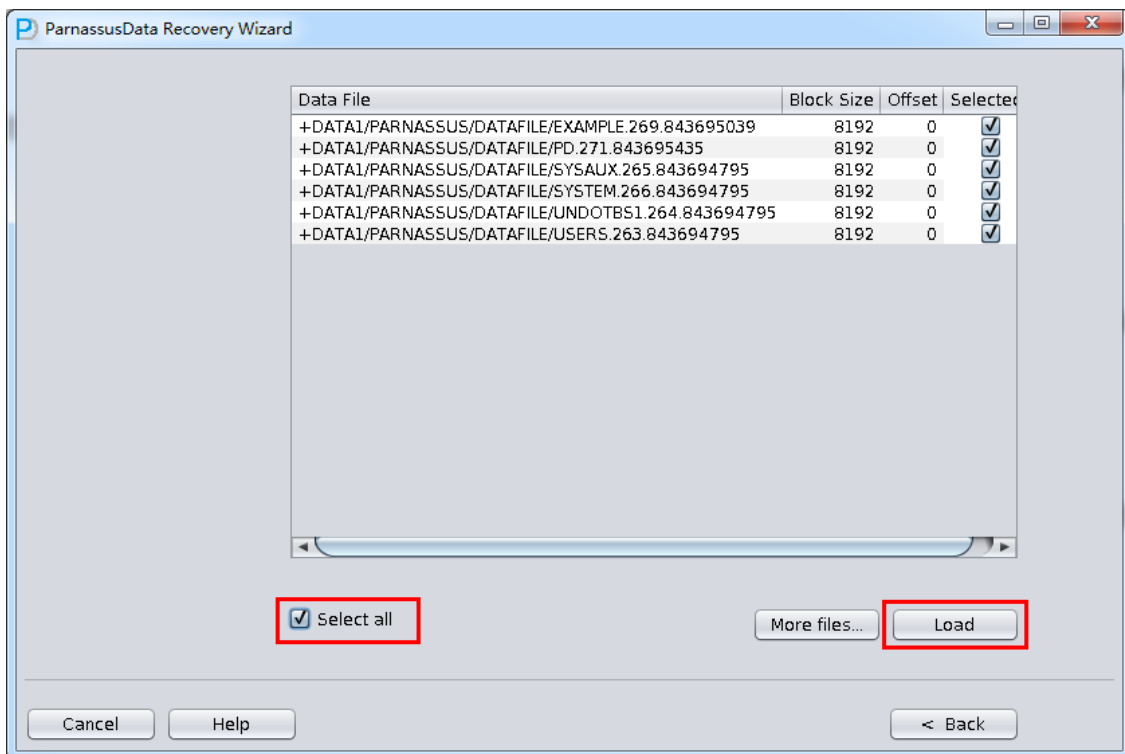 ParnassusData Recovery Wizard
Data File Block Size Offset Selected
+DATA1/PARNASSUS/DATAFILE/EXAMPLE.269.843695039 8192 0
+DATA1/PARNASSUS/DATAFILE/PD.271.843695435 8192 0
+DATA1/PARNASSUS/DATAFILE/SYSAUX.265.843694795 8192 0
+DATA1/PARNASSUS/DATAFILE/SYSTEM.266.843694795 8192 0
+DATA1/PARNASSUS/DATAFILE/UNDOTBS1.264.843694795 8192 0
+DATA1/PARNASSUS/DATAFILE/USERS.263.843694795 8192 0
Select all More files... Load
Cancel Help < Back